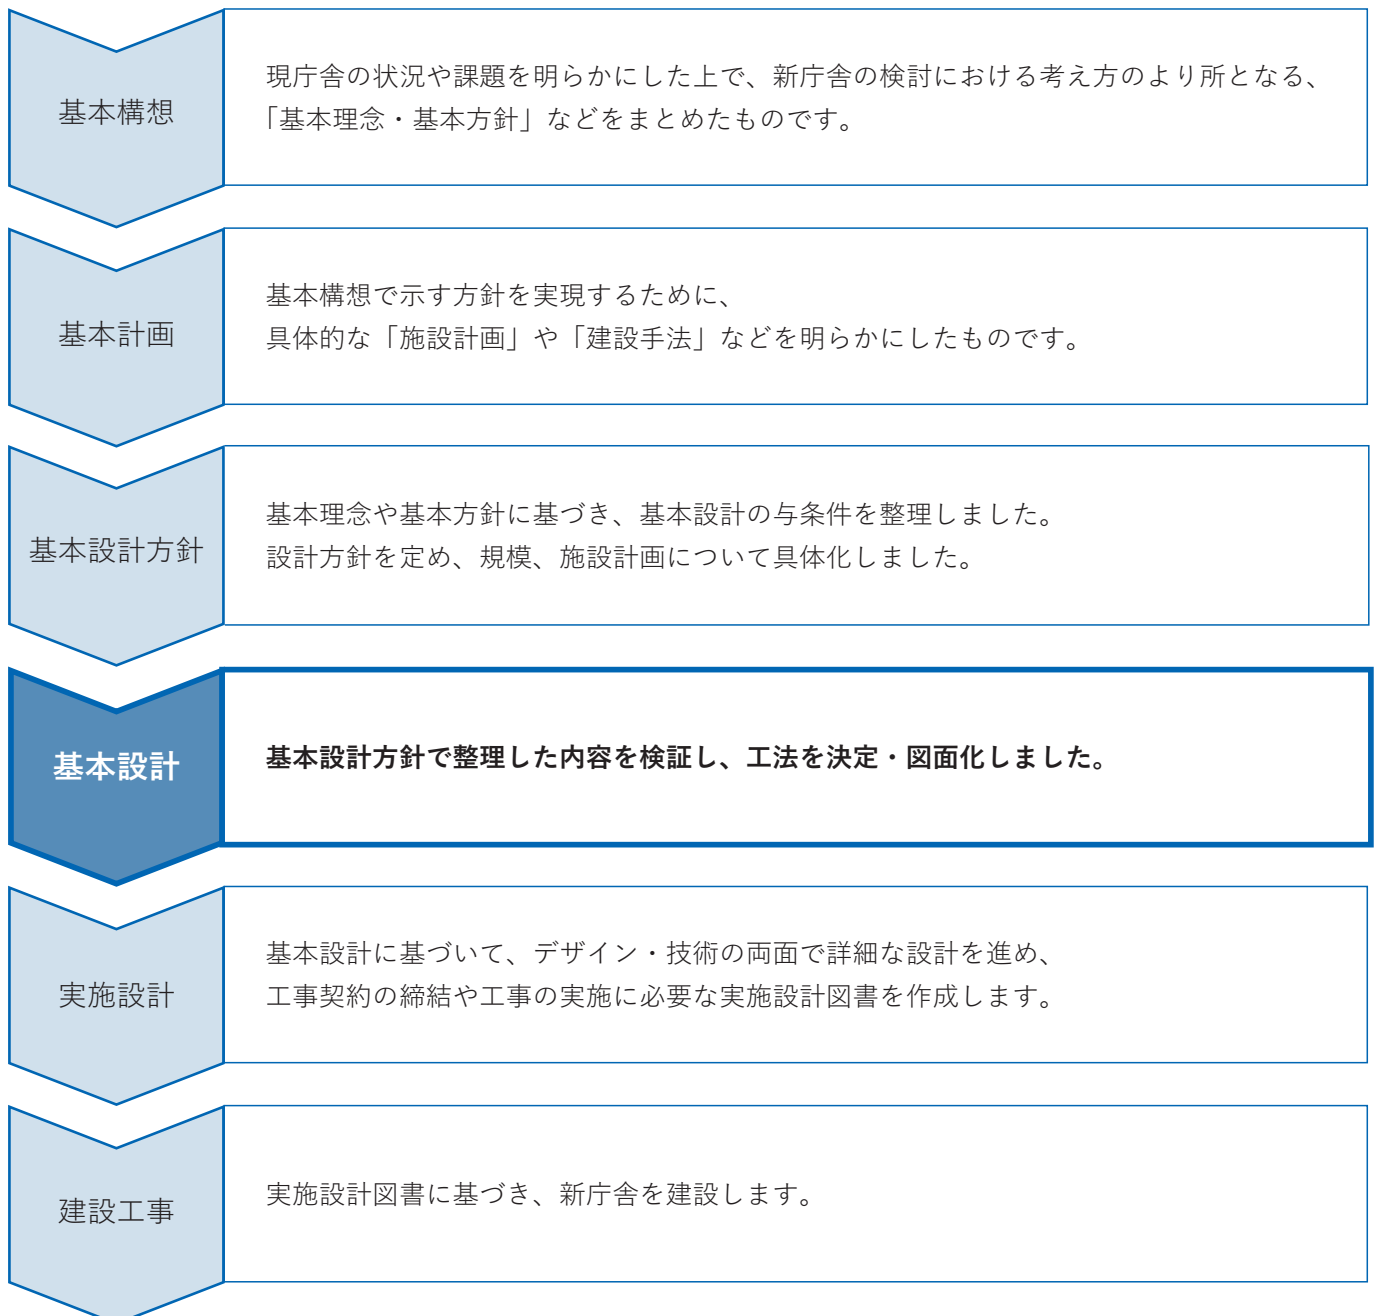 基本構想
現庁舎の状況や課題を明らかにした上で、新庁舎の検討における考え方のより所となる、
「基本理念・基本方針」などをまとめたものです。
基本計画
基本構想で示す方針を実現するために、
具体的な「施設計画」や「建設手法」などを明らかにしたものです。
基本設計方針
基本理念や基本方針に基づき、基本設計の与条件を整理しました。
設計方針を定め、規模、施設計画について具体化しました。
基本設計
基本設計方針で整理した内容を検証し、工法を決定・図面化しました。
実施設計
基本設計に基づいて、デザイン・技術の両面で詳細な設計を進め、
工事契約の締結や工事の実施に必要な実施設計図書を作成します。
建設工事
実施設計図書に基づき、新庁舎を建設します。